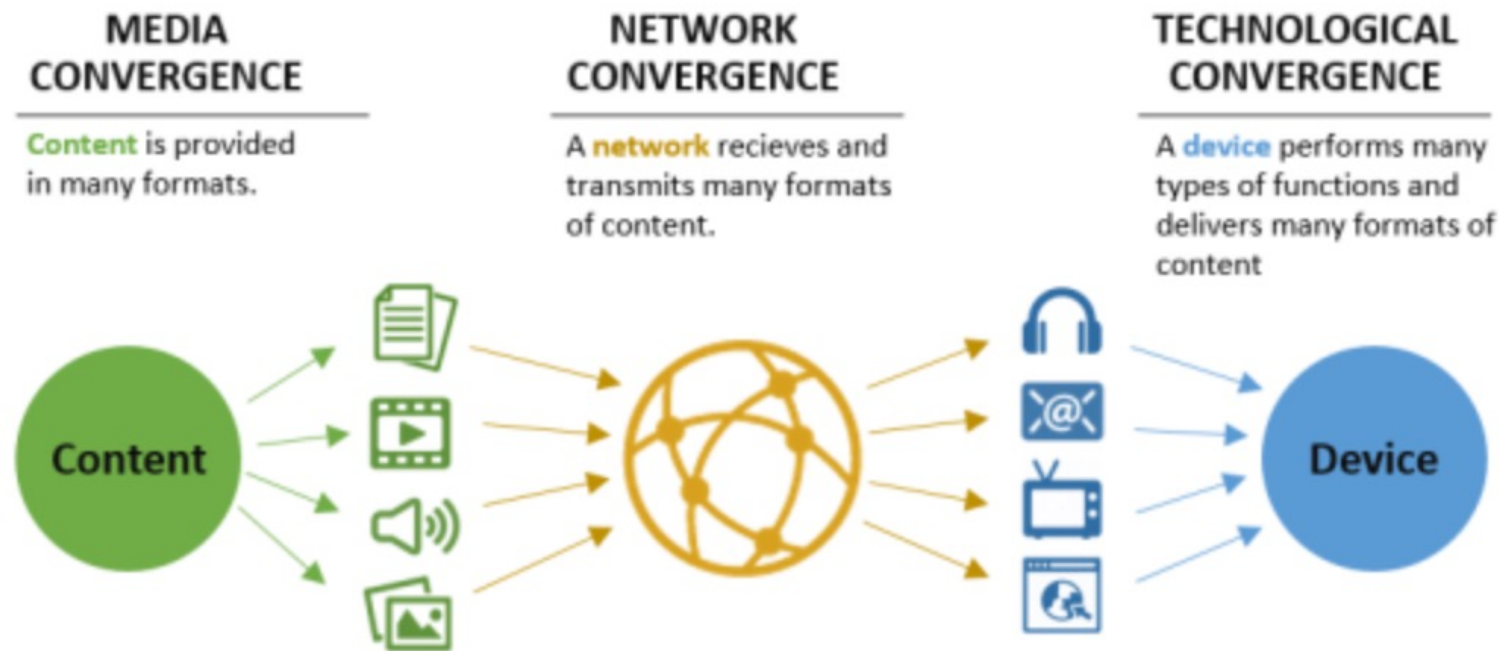 MEDIA
CONVERGENCE
Content is provided
in many formats.
NETWORK
CONVERGENCE
A network recieves and
transmits many formats
of content.
TECHNOLOGICAL
CONVERGENCE
A device performs many
types of functions and
delivers many formats of
content
Content
@
Device